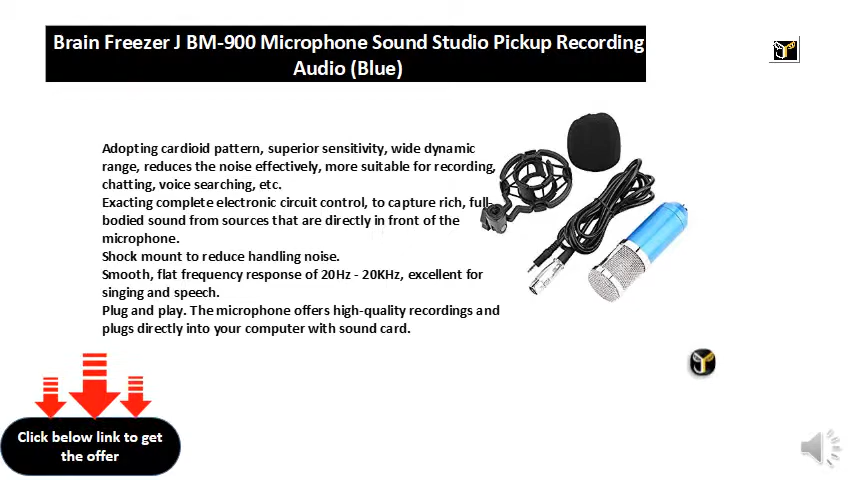 Brain Freezer J BM-900 Microphone Sound Studio Pickup Recording
Audio (Blue)
Adopting cardioid pattern, superior sensitivity, wide dynamic
range, reduces the noise effectively, more suitable for recording,
chatting, voice searching, etc.
Exacting complete electronic circuit control, to capture rich, full-
bodied sound from sources that are directly in front of the
microphone.
Shock mount to reduce handling noise.
Smooth, flat frequency response of 20Hz - 20KHz, excellent for
singing and speech.
Plug and play. The microphone offers high-quality recordings and
plugs directly into your computer with sound card.
Click below link to get
the offer